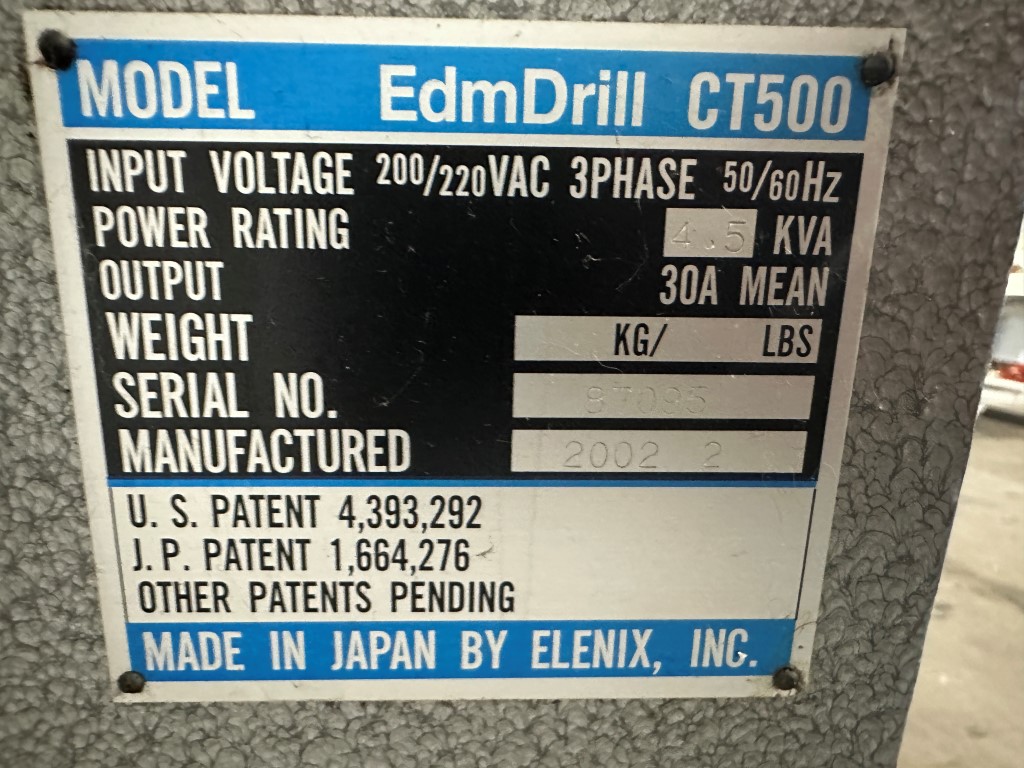 MODEL EdmDrill CT500
INPUT VOLTAGE 200/220VAC 3PHASE 50/60Hz
POWER RATING 4.5 KVA
OUTPUT 30A MEAN
WEIGHT KG/ LBS
SERIAL NO.
MANUFACTURED 2002 2
U. S. PATENT 4,393,292
J. P. PATENT 1,664,276
OTHER PATENTS PENDING
MADE IN JAPAN BY ELENIX, INC.